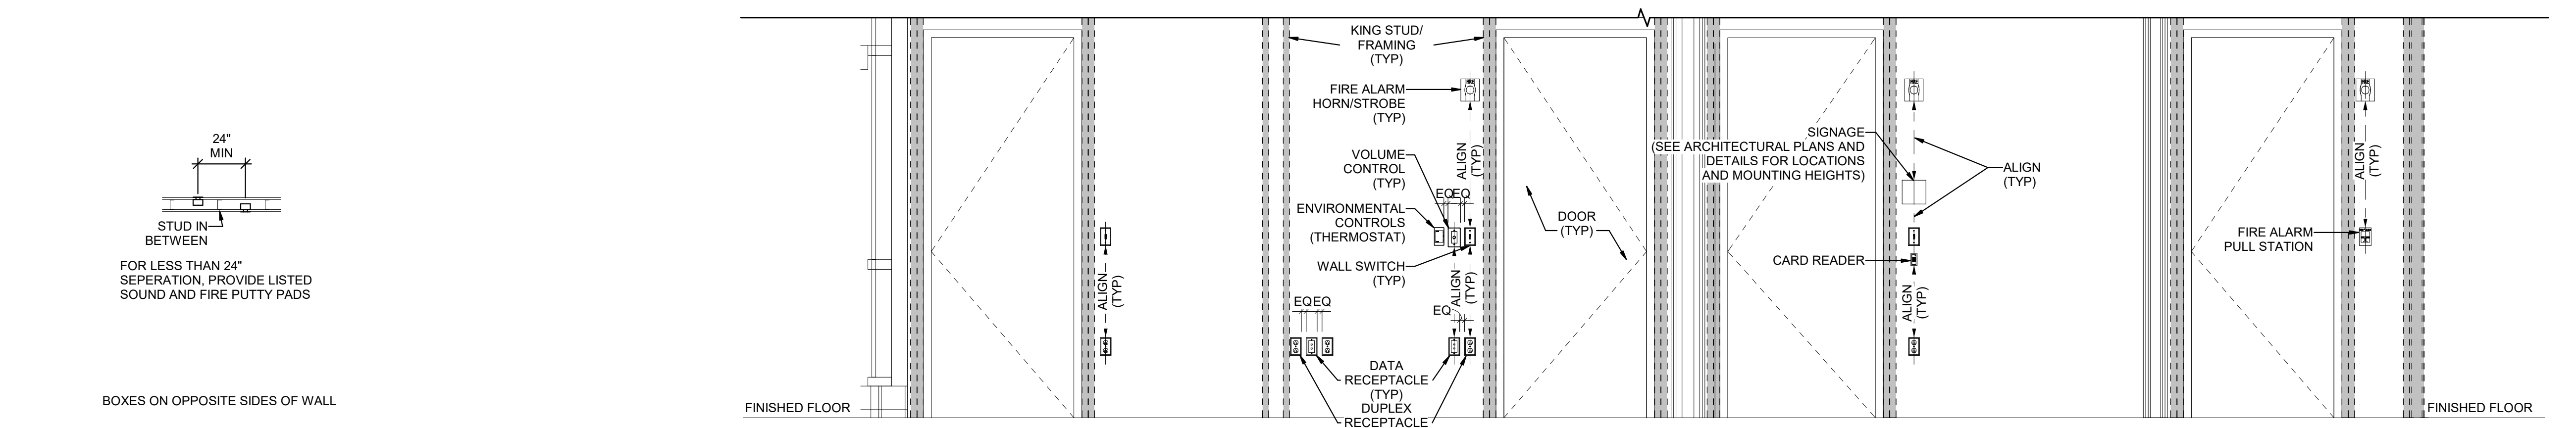 24"
MIN
STUD IN
BETWEEN
FOR LESS THAN 24"
SEPERATION, PROVIDE LISTED
SOUND AND FIRE PUTTY PADS
BOXES ON OPPOSITE SIDES OF WALL
FINISHED FLOOR
ALIGN
(TYP)
KING STUD/
FRAMING
(TYP)
FIRE ALARM
HORN/STROBE
(TYP)
ALIGN
(TYP)
VOLUME
CONTROL
(TYP)
EQ
EQ
ENVIRONMENTAL
CONTROLS
(THERMOSTAT)
WALL SWITCH
(TYP)
ALIGN
(TYP)
EQ
EQ
EQ
DATA
RECEPTACLE
(TYP)
DUPLEX
RECEPTACLE
DOOR
(TYP)
SIGNAGE
(SEE ARCHITECTURAL PLANS AND
DETAILS FOR LOCATIONS
AND MOUNTING HEIGHTS)
ALIGN
(TYP)
CARD READER
ALIGN
(TYP)
ALIGN
(TYP)
FIRE ALARM
PULL STATION
FINISHED FLOOR